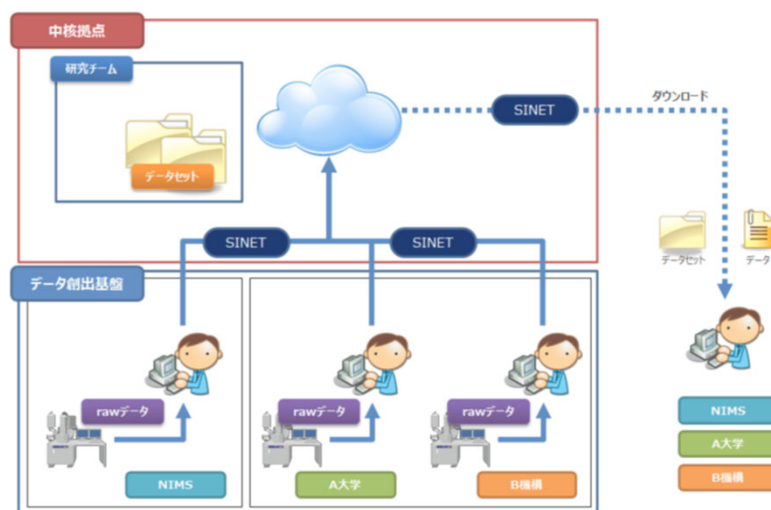 中核拠点
研究チーム
データセット
SINET
ダウンロード
SINET
SINET
データセット
データ
データ創出基盤
rawデータ
rawデータ
rawデータ
NIMS
A大学
B機構
NIMS
A大学
B機構